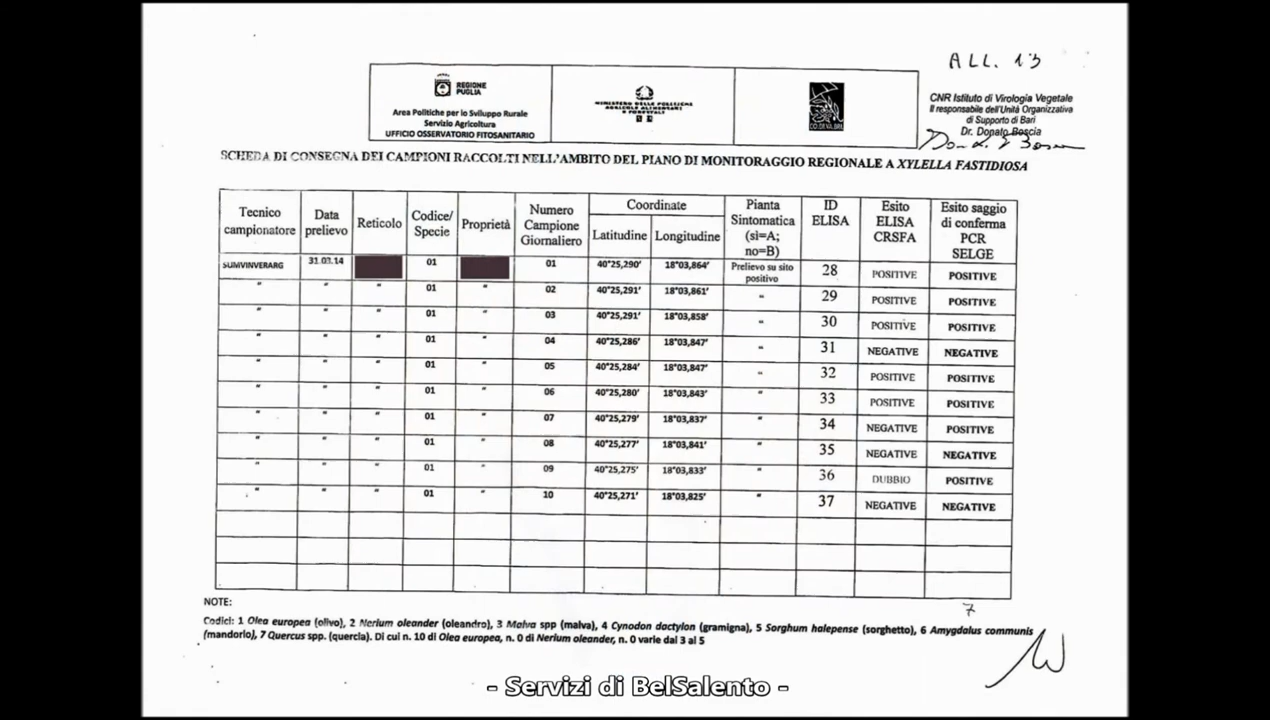 ALL. 13
REGIONE
PUGLIA
Area Politiche per lo Sviluppo Rurale
Servizio Agricoltura
UFFICIO OSSERVATORIO FITOSANITARIO
MINISTERO DELLE POLITICHE
AGRICOLE ALIMENTARI
E FORESTALI
CO.DI.VA.BRI.
CNR Istituto di Virologia Vegetale
Il responsabile dell'Unità Organizzativa
di Supporto di Bari
Dr. Donato Boscia
SCHEDA DI CONSEGNA DEI CAMPIONI RACCOLTI NELL'AMBITO DEL PIANO DI MONITORAGGIO REGIONALE A XYLELLA FASTIDIOSA
Tecnico campionatore Data prelievo Reticolo Codice/ Specie Proprietà Numero Campione Giornaliero Coordinate Latitudine Longitudine Pianta Sintomatica (sì=A; no=B) ID ELISA Esito ELISA CRSFA Esito saggio di conferma PCR SELGE
SUMVINVERARG 31.03.14 01 01 40°25,290' 18°03,864' Prelievo su sito positivo 28 POSITIVE POSITIVE
" " " 01 " 02 40°25,291' 18°03,861' " 29 POSITIVE POSITIVE
" " " 01 " 03 40°25,291' 18°03,858' " 30 POSITIVE POSITIVE
" " " 01 " 04 40°25,286' 18°03,847' " 31 NEGATIVE NEGATIVE
" " " 01 " 05 40°25,284' 18°03,847' " 32 POSITIVE POSITIVE
" " " 01 " 06 40°25,280' 18°03,843' " 33 POSITIVE POSITIVE
" " " 01 " 07 40°25,279' 18°03,837' " 34 NEGATIVE POSITIVE
" " " 01 " 08 40°25,277' 18°03,841' " 35 NEGATIVE NEGATIVE
" " " 01 " 09 40°25,275' 18°03,833' " 36 DUBBIO POSITIVE
" " " 01 " 10 40°25,271' 18°03,825' " 37 NEGATIVE NEGATIVE
7
NOTE:
Codici: 1 Olea europea (olivo), 2 Nerium oleander (oleandro), 3 Malva spp (malva), 4 Cynodon dactylon (gramigna), 5 Sorghum halepense (sorghetto), 6 Amygdalus communis
(mandorlo), 7 Quercus spp. (quercia). Di cui n. 10 di Olea europea, n. 0 di Nerium oleander, n. 0 varie dal 3 al 5
- Servizi di BelSalento -